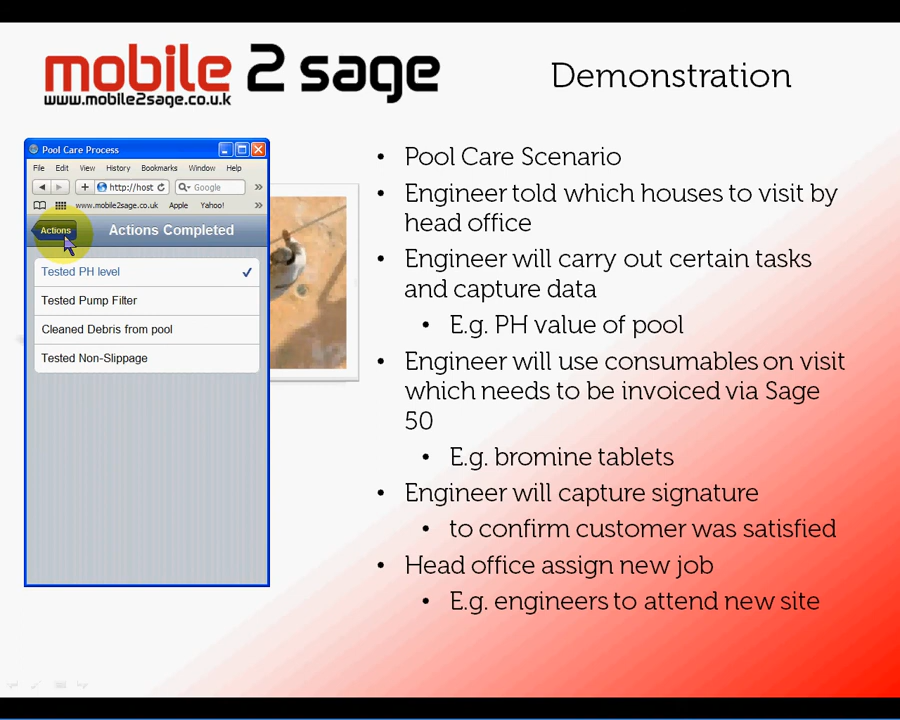 mobile 2 sage
www.mobile2sage.co.uk
Demonstration
Pool Care Process
File Edit View History Bookmarks Window Help
http://host
Google
www.mobile2sage.co.uk Apple Yahoo!
Actions
Actions Completed
Tested PH level
Tested Pump Filter
Cleaned Debris from pool
Tested Non-Slippage
• Pool Care Scenario
• Engineer told which houses to visit by
head office
• Engineer will carry out certain tasks
and capture data
• E.g. PH value of pool
• Engineer will use consumables on visit
which needs to be invoiced via Sage
50
• E.g. bromine tablets
• Engineer will capture signature
• to confirm customer was satisfied
• Head office assign new job
• E.g. engineers to attend new site